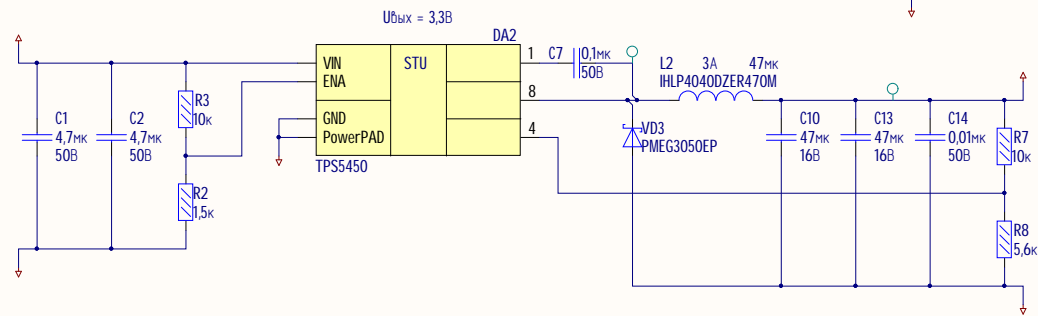 Uвых = 3,3В
DA2
VIN
ENA
GND
PowerPAD
STU
TPS5450
1
8
4
C1
4,7мк
50В
C2
4,7мк
50В
R3
10к
R2
1,5к
C7
0,1мк
50В
L2
3А
47мк
IHLP4040DZER470M
VD3
PMEG3050EP
C10
47мк
16В
C13
47мк
16В
C14
0,01мк
50В
R7
10к
R8
5,6к